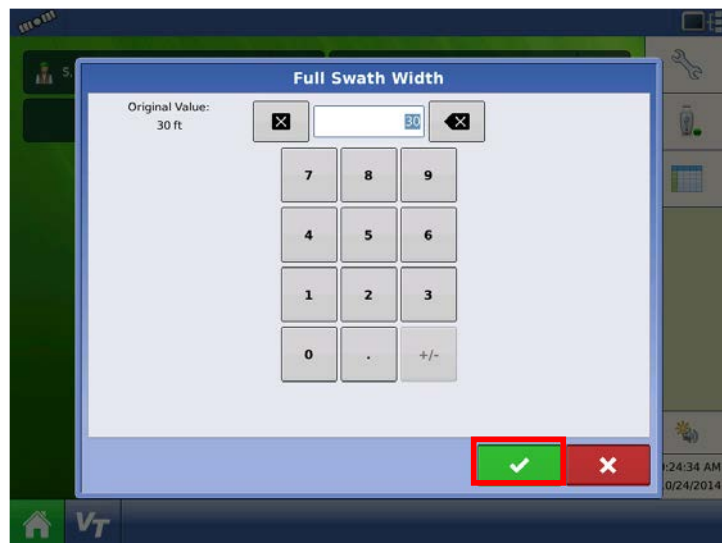 S.
Full Swath Width
Original Value:
30 ft
30
7 8 9
4 5 6
1 2 3
0 . +/-
:24:34 AM
0/24/2014
VT